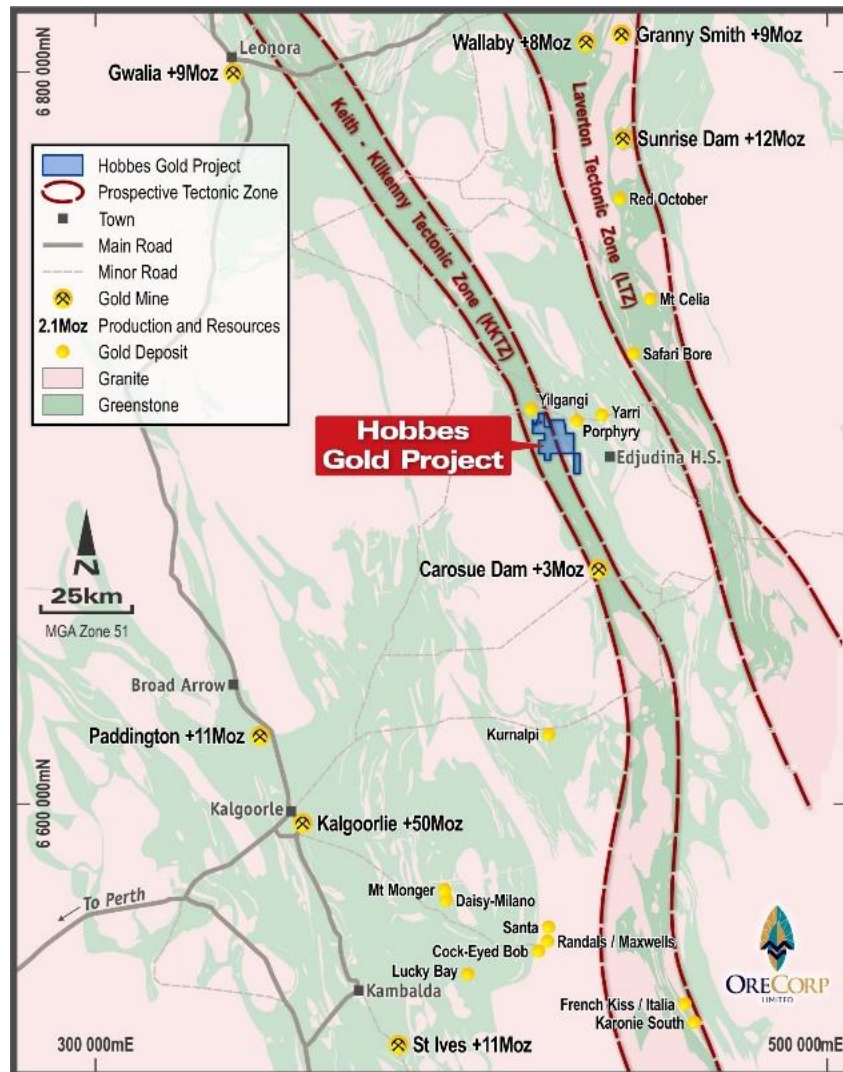 Leonora
Gwalia +9Moz
Wallaby +8Moz
Granny Smith +9Moz
Sunrise Dam +12Moz
Red October
Mt Celia
Safari Bore
Keith - Kilkenny Tectonic Zone (KKTZ)
Laverton Tectonic Zone (LTZ)
6 800 000mN
Hobbes Gold Project
Prospective Tectonic Zone
Town
Main Road
Minor Road
Gold Mine
2.1Moz Production and Resources
Gold Deposit
Granite
Greenstone
Yilgangi
Yarri
Porphyry
Edjudina H.S.
Hobbes
Gold Project
N
25km
MGA Zone 51
Carosue Dam +3Moz
Broad Arrow
Paddington +11Moz
Kurnalpi
Kalgoorle
Kalgoorlie +50Moz
6 600 000mN
Mt Monger
Daisy-Milano
To Perth
Santa
Randals / Maxwells
Cock-Eyed Bob
Lucky Bay
Kambalda
French Kiss / Italia
Karonie South
St Ives +11Moz
ORECORP
LIMITED
300 000mE
500 000mE